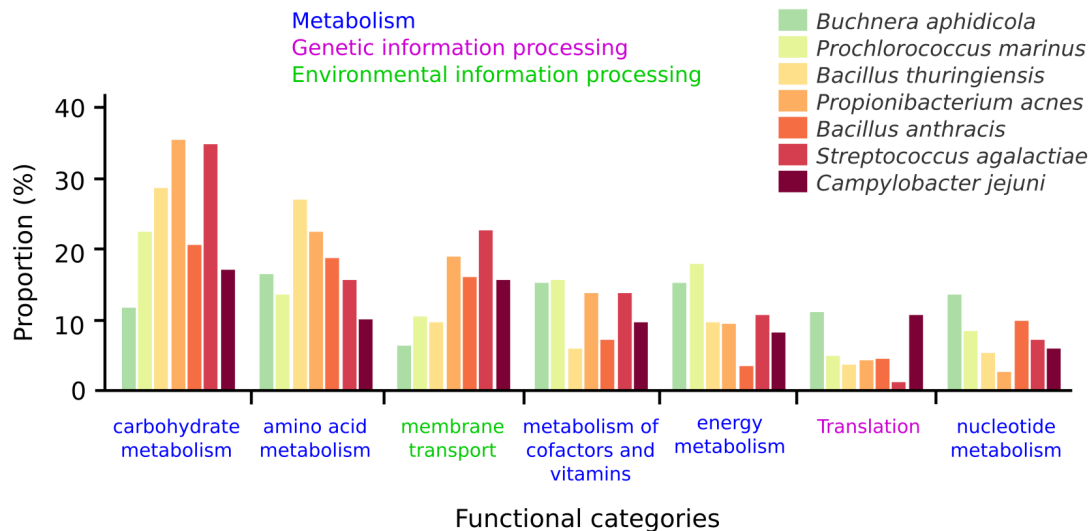 Metabolism
Genetic information processing
Environmental information processing
Buchnera aphidicola
Prochlorococcus marinus
Bacillus thuringiensis
Propionibacterium acnes
Bacillus anthracis
Streptococcus agalactiae
Campylobacter jejuni
Proportion (%)
40
30
20
10
0
carbohydrate
metabolism
amino acid
metabolism
membrane
transport
metabolism of
cofactors and
vitamins
energy
metabolism
Translation
nucleotide
metabolism
Functional categories